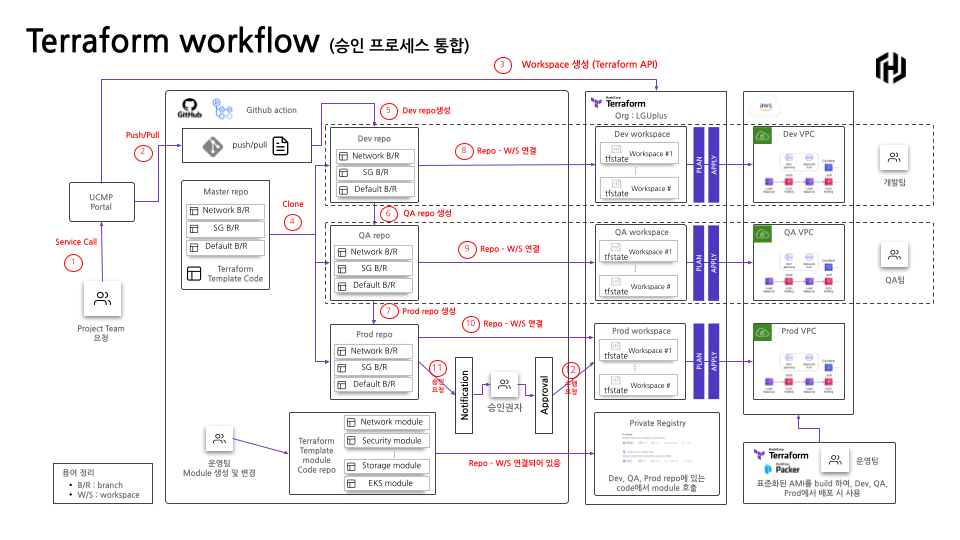 Terraform workflow (승인 프로세스 통합)
3 Workspace 생성 (Terraform API)
GitHub
Github action
HashiCorp
Terraform
Org : LGUplus
aws
5 Dev repo생성
Push/Pull
2
push/pull
Dev repo
Network B/R
SG B/R
Default B/R
8 Repo - W/S 연결
Dev workspace
tfstate
Workspace #1
tfstate
Workspace #
PLAN
APPLY
Dev VPC
개발팀
UCMP
Portal
Master repo
Network B/R
SG B/R
Default B/R
Terraform
Template Code
Clone
4
6 QA repo 생성
QA repo
Network B/R
SG B/R
Default B/R
9 Repo - W/S 연결
QA workspace
tfstate
Workspace #1
tfstate
Workspace #
PLAN
APPLY
QA VPC
QA팀
Service Call
1
Project Team
요청
7 Prod repo 생성
Prod repo
Network B/R
SG B/R
Default B/R
10 Repo - W/S 연결
11
승인
요청
Notification
승인권자
Approval
12
요청
Prod workspace
tfstate
Workspace #1
tfstate
Workspace #
PLAN
APPLY
Prod VPC
운영팀
Module 생성 및 변경
Terraform
Template
module
Code repo
Network module
Security module
Storage module
EKS module
Repo - W/S 연결되어 있음
Private Registry
Dev, QA, Prod repo에 있는
code에서 module 호출
HashiCorp
Terraform
HashiCorp
Packer
운영팀
표준화된 AMI를 build 하여, Dev, QA,
Prod에서 배포 시 사용
용어 정리
• B/R : branch
• W/S : workspace